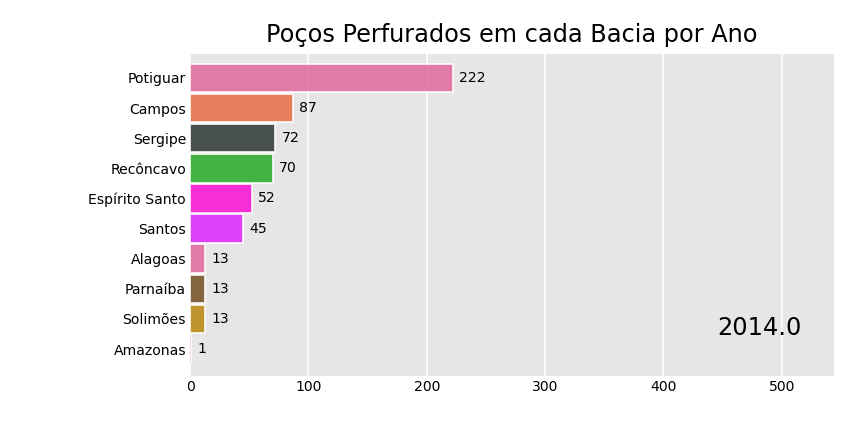 Poços Perfurados em cada Bacia por Ano
Potiguar 222
Campos 87
Sergipe 72
Recôncavo 70
Espírito Santo 52
Santos 45
Alagoas 13
Parnaíba 13
Solimões 13
2014.0
Amazonas 1
0 100 200 300 400 500